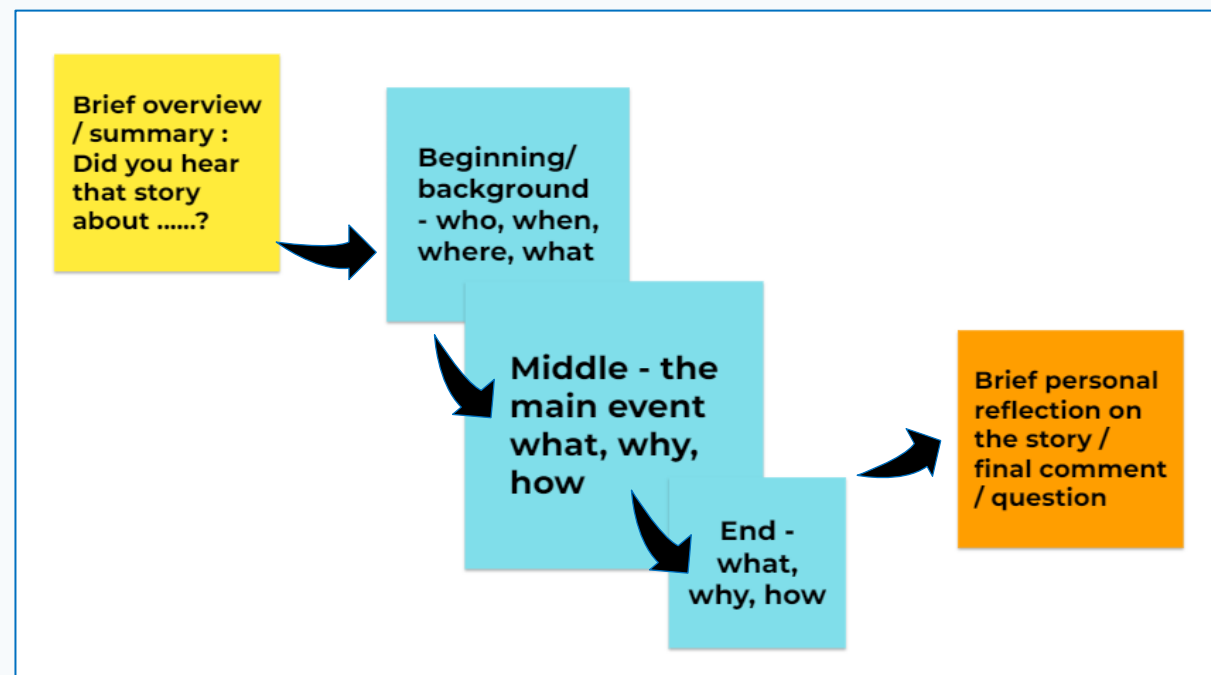 Brief overview
/ summary :
Did you hear
that story
about ......?
Beginning/
background
- who, when,
where, what
Middle - the
main event
what, why,
how
End -
what,
why, how
Brief personal
reflection on
the story /
final comment
/ question